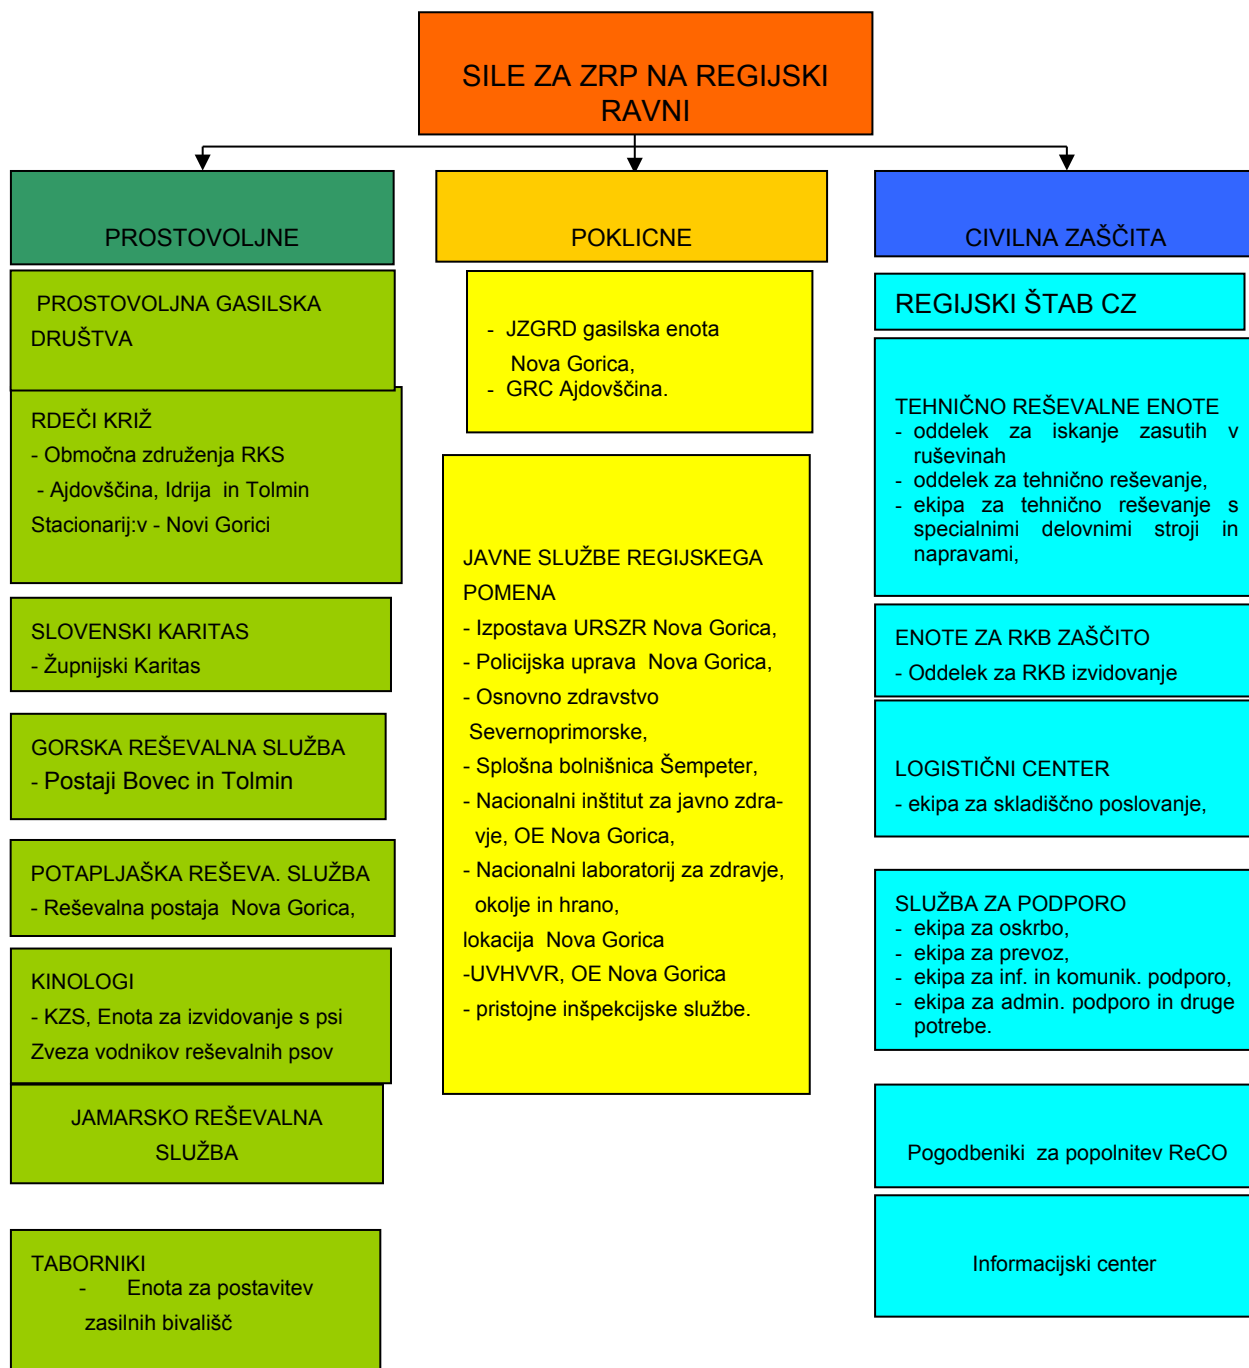 SILE ZA ZRP NA REGIJSKI
RAVNI
PROSTOVOLJNE
PROSTOVOLJNA GASILSKA
DRUŠTVA
RDEČI KRIŽ
- Območna združenja RKS
- Ajdovščina, Idrija in Tolmin
Stacionarij:v - Novi Gorici
SLOVENSKI KARITAS
- Župnijski Karitas
GORSKA REŠEVALNA SLUŽBA
- Postaji Bovec in Tolmin
POTAPLJAŠKA REŠEVA. SLUŽBA
- Reševalna postaja Nova Gorica,
KINOLOGI
- KZS, Enota za izvidovanje s psi
Zveza vodnikov reševalnih psov
JAMARSKO REŠEVALNA
SLUŽBA
TABORNIKI
- Enota za postavitev
zasilnih bivališč
POKLICNE
- JZGRD gasilska enota
Nova Gorica,
- GRC Ajdovščina.
JAVNE SLUŽBE REGIJSKEGA
POMENA
- Izpostava URSZR Nova Gorica,
- Policijska uprava Nova Gorica,
- Osnovno zdravstvo
Severnoprimorske,
- Splošna bolnišnica Šempeter,
- Nacionalni inštitut za javno zdra-
vje, OE Nova Gorica,
- Nacionalni laboratorij za zdravje,
okolje in hrano,
lokacija Nova Gorica
-UVHVVR, OE Nova Gorica
- pristojne inšpekcijske službe.
CIVILNA ZAŠČITA
REGIJSKI ŠTAB CZ
TEHNIČNO REŠEVALNE ENOTE
- oddelek za iskanje zasutih v
ruševinah
- oddelek za tehnično reševanje,
- ekipa za tehnično reševanje s
specialnimi delovnimi stroji in
napravami,
ENOTE ZA RKB ZAŠČITO
- Oddelek za RKB izvidovanje
LOGISTIČNI CENTER
- ekipa za skladiščno poslovanje,
SLUŽBA ZA PODPORO
- ekipa za oskrbo,
- ekipa za prevoz,
- ekipa za inf. in komunik. podporo,
- ekipa za admin. podporo in druge
potrebe.
Pogodbeniki za popolnitev ReCO
Informacijski center